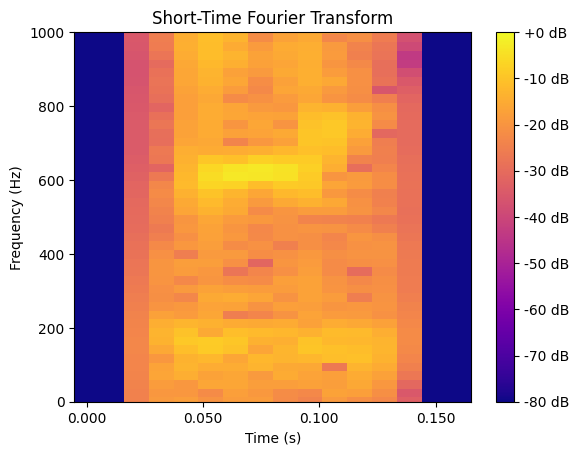 Short-Time Fourier Transform
1000
800
600
400
200
0
Frequency (Hz)
0.000
0.050
0.100
0.150
Time (s)
+0 dB
-10 dB
-20 dB
-30 dB
-40 dB
-50 dB
-60 dB
-70 dB
-80 dB